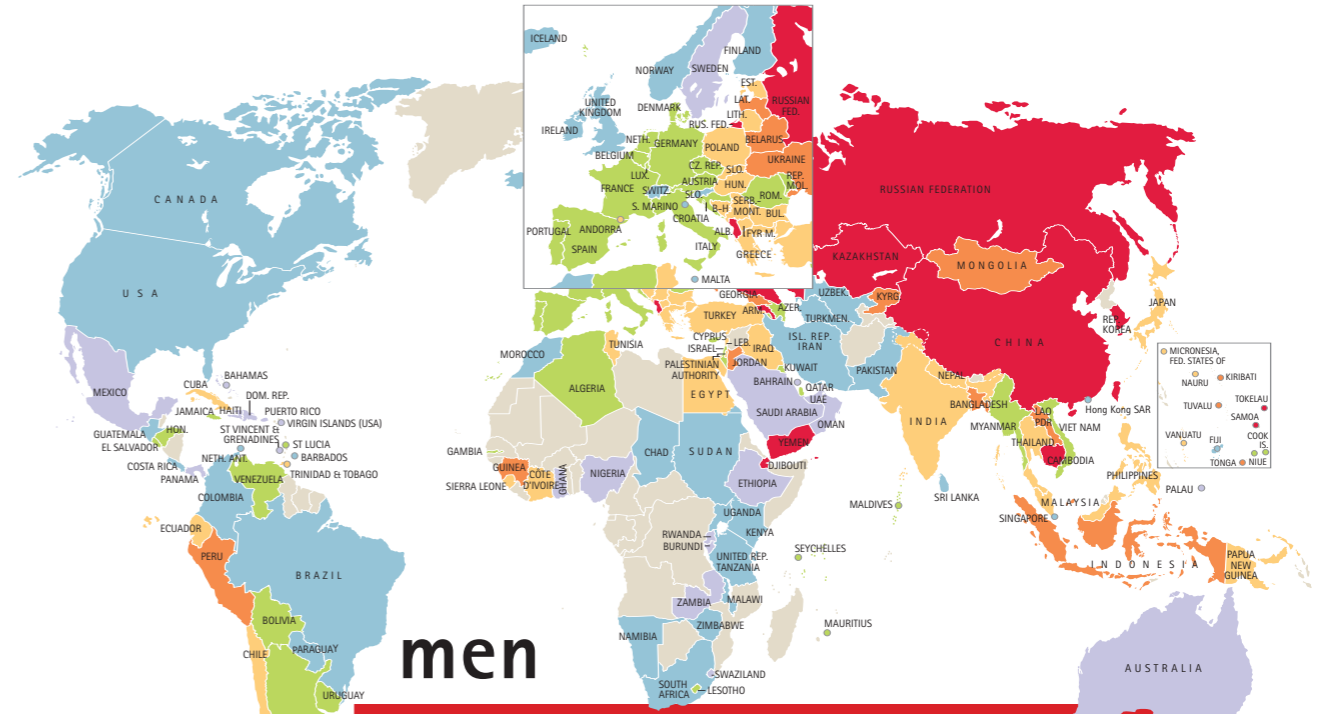 ICELAND
FINLAND
NORWAY
SWEDEN
EST.
UNITED
KINGDOM
DENMARK
LAT.
RUSSIAN
FED.
LITH.
RUS. FED.
IRELAND
NETH.
GERMANY
POLAND
BELARUS
BELGIUM
CZ. REP.
UKRAINE
LUX.
SLO.
AUSTRIA
HUN.
REP.
MOL.
FRANCE
SWITZ.
SLO.
ROM.
S. MARINO
B-H
SERB.-
MONT.
BUL.
CROATIA
PORTUGAL
ANDORRA
ALB.
FYR M.
SPAIN
ITALY
GREECE
MALTA
CANADA
USA
MEXICO
CUBA
BAHAMAS
DOM. REP.
JAMAICA
HAITI
PUERTO RICO
VIRGIN ISLANDS (USA)
GUATEMALA
HON.
ST VINCENT &
GRENADINES
ST LUCIA
EL SALVADOR
BARBADOS
NETH. ANT.
COSTA RICA
TRINIDAD & TOBAGO
PANAMA
VENEZUELA
COLOMBIA
ECUADOR
PERU
BRAZIL
BOLIVIA
PARAGUAY
CHILE
URUGUAY
men
RUSSIAN FEDERATION
KAZAKHSTAN
MONGOLIA
GEORGIA
UZBEK.
KYRG.
TURKEY
ARM.
AZER.
TURKMEN.
JAPAN
REP.
KOREA
CHINA
CYPRUS
LEB.
ISRAEL
IRAQ
ISL. REP.
IRAN
MOROCCO
TUNISIA
PALESTINIAN
AUTHORITY
JORDAN
KUWAIT
PAKISTAN
NEPAL
ALGERIA
EGYPT
BAHRAIN
QATAR
UAE
SAUDI ARABIA
OMAN
INDIA
BANGLADESH
Hong Kong SAR
MYANMAR
LAO
PDR
VIET NAM
THAILAND
CAMBODIA
PHILIPPINES
YEMEN
DJIBOUTI
GAMBIA
GUINEA
SIERRA LEONE
CÔTE
D'IVOIRE
GHANA
NIGERIA
CHAD
SUDAN
ETHIOPIA
UGANDA
KENYA
RWANDA
BURUNDI
UNITED REP.
TANZANIA
MALAWI
ZAMBIA
ZIMBABWE
NAMIBIA
SWAZILAND
SOUTH
AFRICA
LESOTHO
SEYCHELLES
MAURITIUS
MALDIVES
SRI LANKA
MALAYSIA
SINGAPORE
PALAU
INDONESIA
PAPUA
NEW
GUINEA
AUSTRALIA
MICRONESIA,
FED. STATES OF
NAURU
KIRIBATI
TUVALU
TOKELAU
SAMOA
VANUATU
FIJI
COOK
IS.
TONGA
NIUE